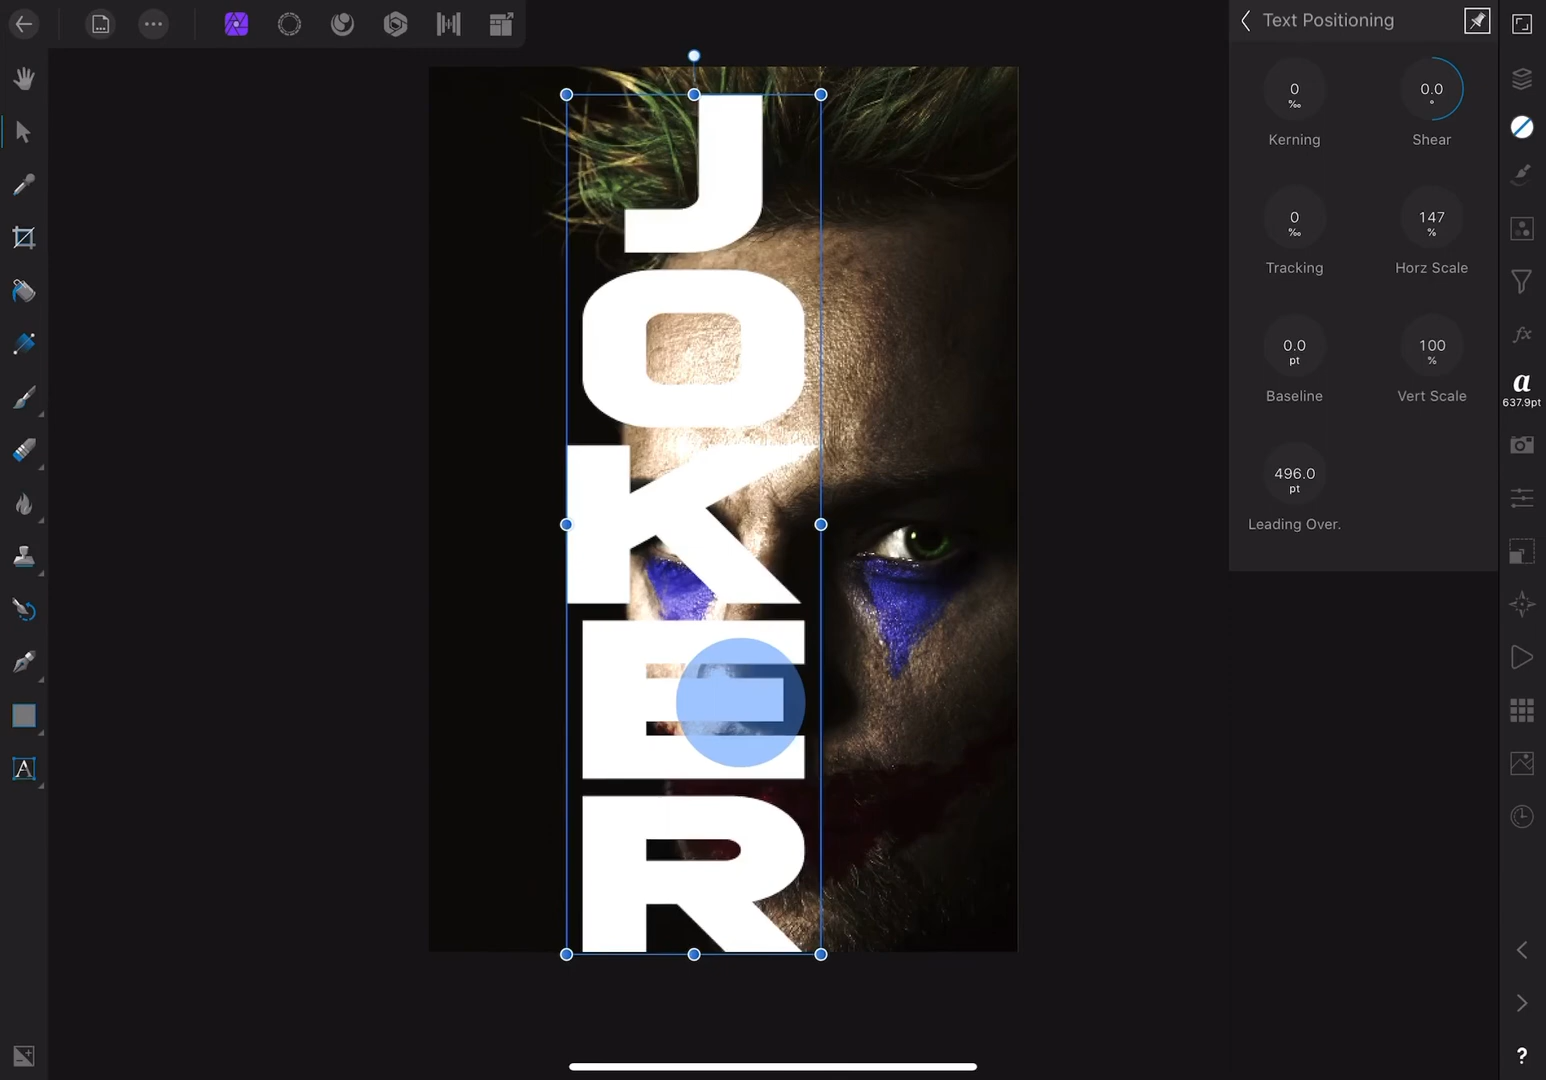 Text Positioning
0
‰
Kerning
0.0
°
Shear
0
‰
Tracking
147
%
Horz Scale
0.0
pt
Baseline
100
%
Vert Scale
496.0
pt
Leading Over.
a
637.9pt
fx
A
?
J
O
K
E
R